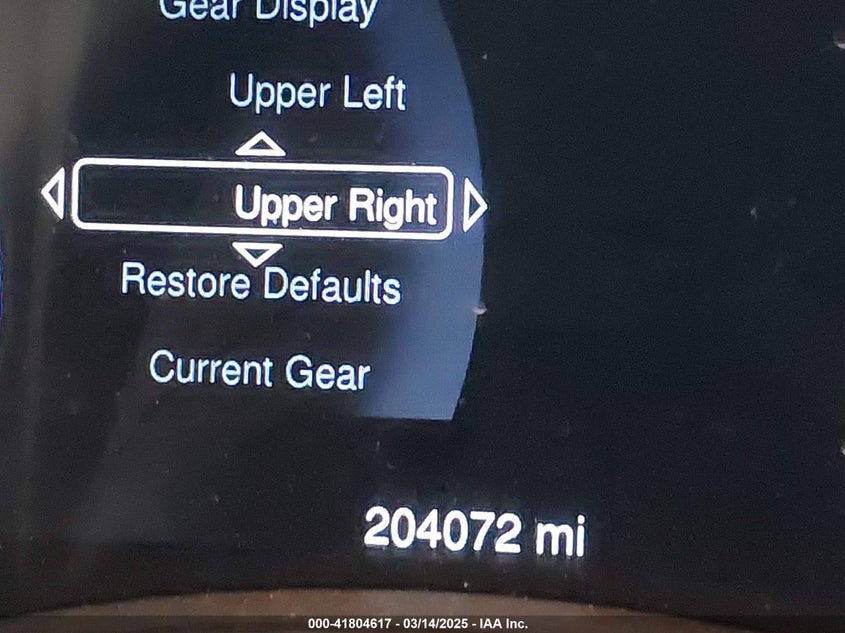 Gear Display
Upper Left
Upper Right
Restore Defaults
Current Gear
204072 mi
000-41804617 - 03/14/2025 - IAA Inc.